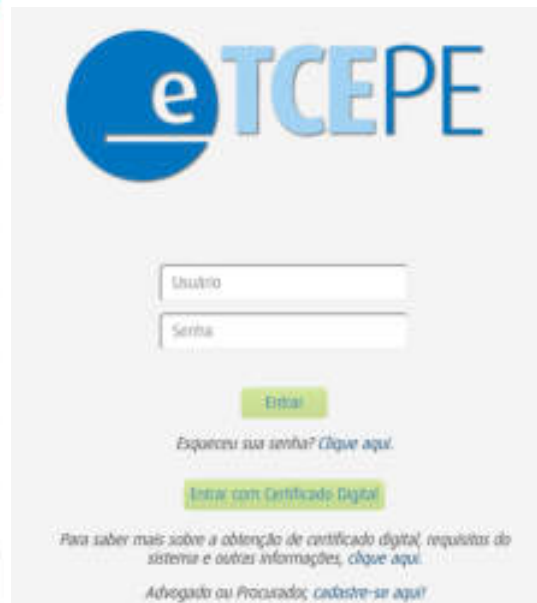 e TCEPE
Usuário
Senha
Entrar
Esqueceu sua senha? Clique aqui.
Entrar com Certificado Digital
Para saber mais sobre a obtenção de certificado digital, requisitos do
sistema e outras informações, clique aqui.
Advogado ou Procurador, cadastre-se aqui!